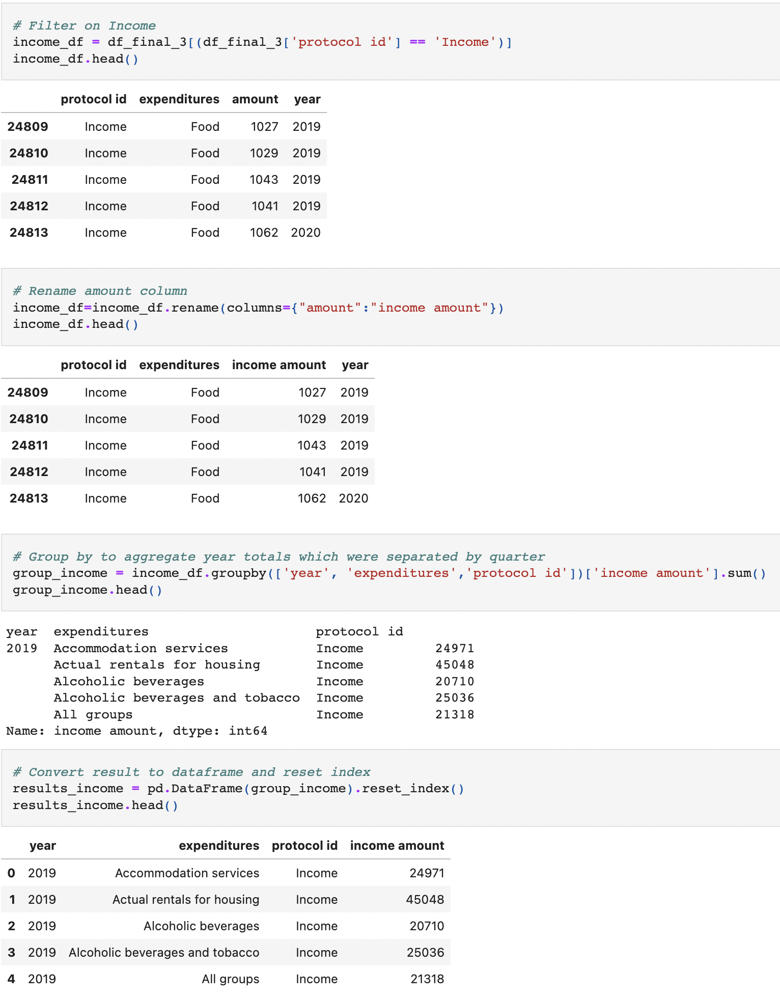 # Filter on Income
income_df = df_final_3[(df_final_3['protocol id'] == 'Income')]
income_df.head()
protocol id expenditures amount year
24809 Income Food 1027 2019
24810 Income Food 1029 2019
24811 Income Food 1043 2019
24812 Income Food 1041 2019
24813 Income Food 1062 2020
# Rename amount column
income_df=income_df.rename(columns={"amount":"income amount"})
income_df.head()
protocol id expenditures income amount year
24809 Income Food 1027 2019
24810 Income Food 1029 2019
24811 Income Food 1043 2019
24812 Income Food 1041 2019
24813 Income Food 1062 2020
# Group by to aggregate year totals which were separated by quarter
group_income = income_df.groupby(['year', 'expenditures','protocol id'])['income amount'].sum()
group_income.head()
year expenditures protocol id
2019 Accommodation services Income 24971
Actual rentals for housing Income 45048
Alcoholic beverages Income 20710
Alcoholic beverages and tobacco Income 25036
All groups Income 21318
Name: income amount, dtype: int64
# Convert result to dataframe and reset index
results_income = pd.DataFrame(group_income).reset_index()
results_income.head()
year expenditures protocol id income amount
0 2019 Accommodation services Income 24971
1 2019 Actual rentals for housing Income 45048
2 2019 Alcoholic beverages Income 20710
3 2019 Alcoholic beverages and tobacco Income 25036
4 2019 All groups Income 21318